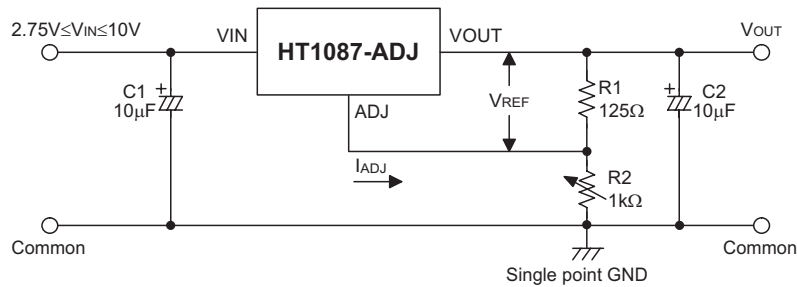 2.75V≤VIN≤10V
VIN
HT1087-ADJ
VOUT
VOUT
C1
10μF
ADJ
VREF
R1
125Ω
C2
10μF
IADJ
R2
1kΩ
Common
Common
Single point GND